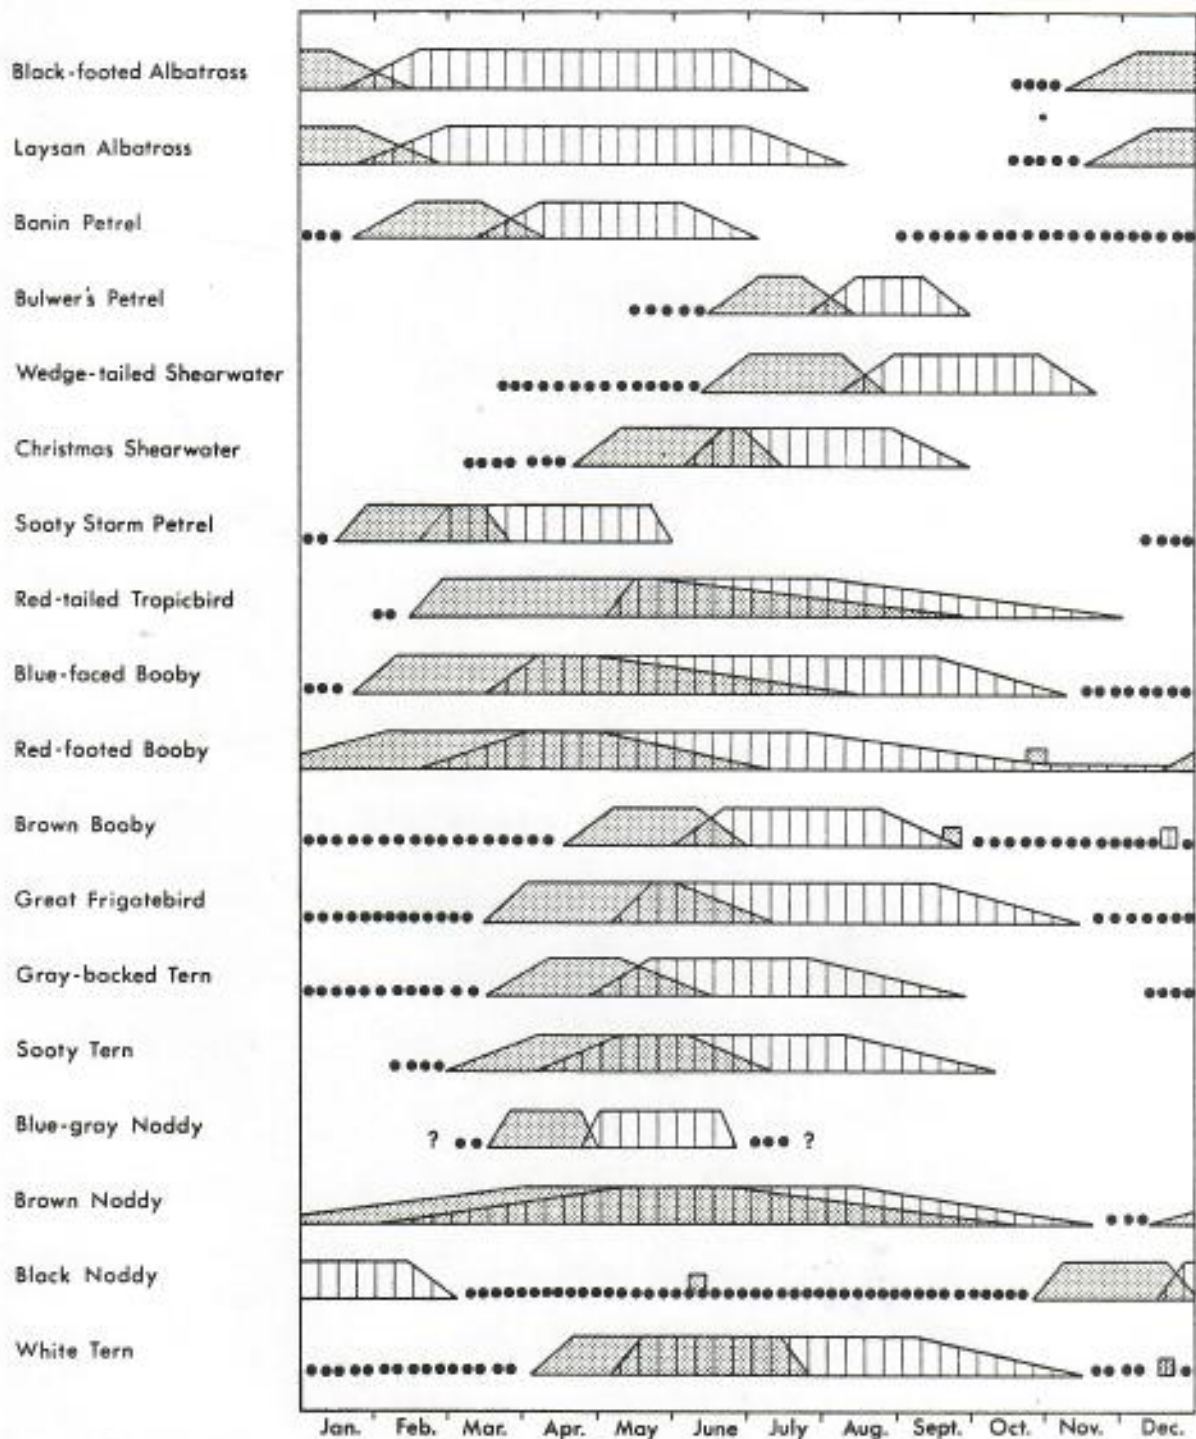 Black-footed Albatross
Laysan Albatross
Bonin Petrel
Bulwer's Petrel
Wedge-tailed Shearwater
Christmas Shearwater
Sooty Storm Petrel
Red-tailed Tropicbird
Blue-faced Booby
Red-footed Booby
Brown Booby
Great Frigatebird
Gray-backed Tern
Sooty Tern
Blue-gray Noddy ? ?
Brown Noddy
Black Noddy
White Tern
Jan. Feb. Mar. Apr. May June July Aug. Sept. Oct. Nov. Dec.